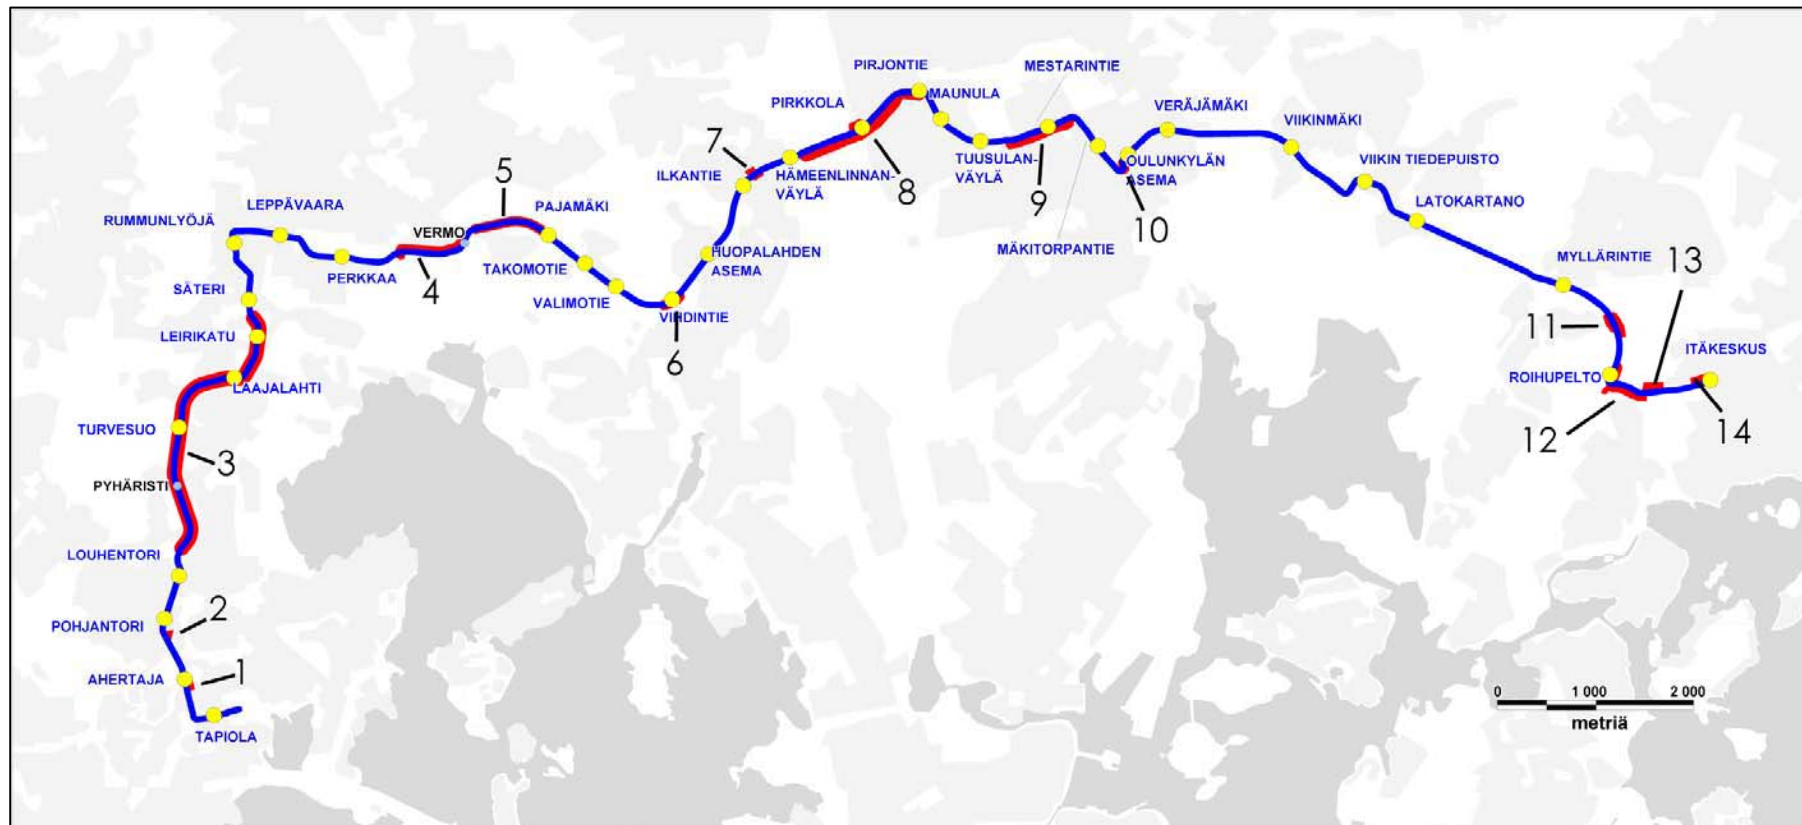 PIRJONTIE
MESTARINTIE
MAUNULA
PIRKKOLA
VERÄJÄMÄKI
7
VIIKINMÄKI
TUUSULAN-
VÄYLÄ
OULUNKYLÄN
ASEMA
VIIKIN TIEDEPUISTO
ILKANTIE
HÄMEENLINNAN-
VÄYLÄ
8
9
10
5
LEPPÄVAARA
PAJAMÄKI
LATOKARTANO
RUMMUNLYÖJÄ
VERMO
MÄKITORPANTIE
HUOPALAHDEN
ASEMA
PERKKAA
TAKOMOTIE
4
SÄTERI
VALIMOTIE
VIHDINTIE
MYLLÄRINTIE
13
11
6
LEIRIKATU
ITÄKESKUS
LAAJALAHTI
ROIHUPELTO
TURVESUO
12
14
3
PYHÄRISTI
LOUHENTORI
2
POHJANTORI
1
AHERTAJA
TAPIOLA
0 1 000 2 000
metriä